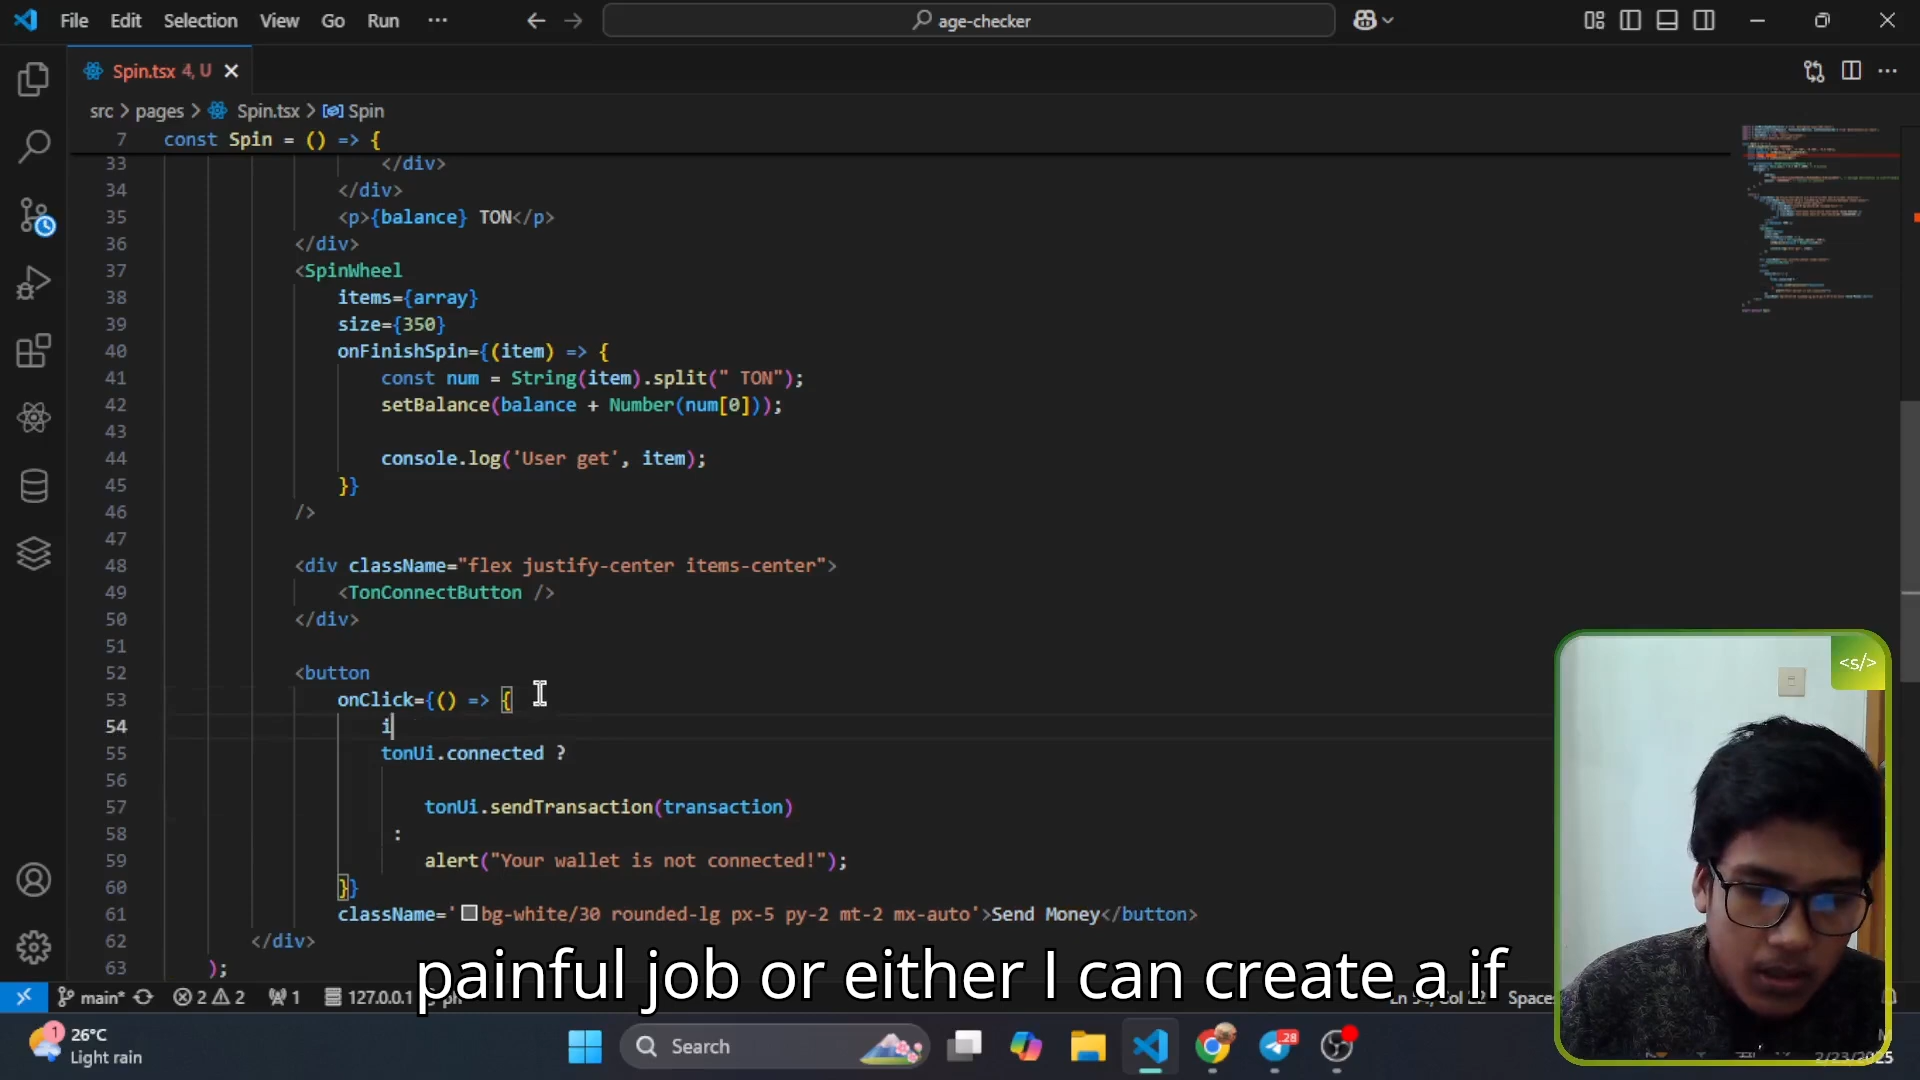 File Edit Selection View Go Run ··· age-checker
Spin.tsx 4, U
src > pages > Spin.tsx > Spin
7 const Spin = () => {
33 </div>
34 </div>
35 <p>{balance} TON</p>
36 </div>
37 <SpinWheel
38 items={array}
39 size={350}
40 onFinishSpin={(item) => {
41 const num = String(item).split(" TON");
42 setBalance(balance + Number(num[0]));
43
44 console.log('User get', item);
45 }}
46 />
47
48 <div className="flex justify-center items-center">
49 <TonConnectButton />
50 </div>
51
52 <button
53 onClick={() => {
54 i
55 tonUi.connected ?
56
57 tonUi.sendTransaction(transaction)
58 :
59 alert("Your wallet is not connected!");
60 }}
61 className='bg-white/30 rounded-lg px-5 py-2 mt-2 mx-auto'>Send Money</button>
62 </div>
63 );
<s/>
painful job or either I can create a if
main* 2 2 1 127.0.0.1
1 26°C
Light rain
Search
28
2/23/2025